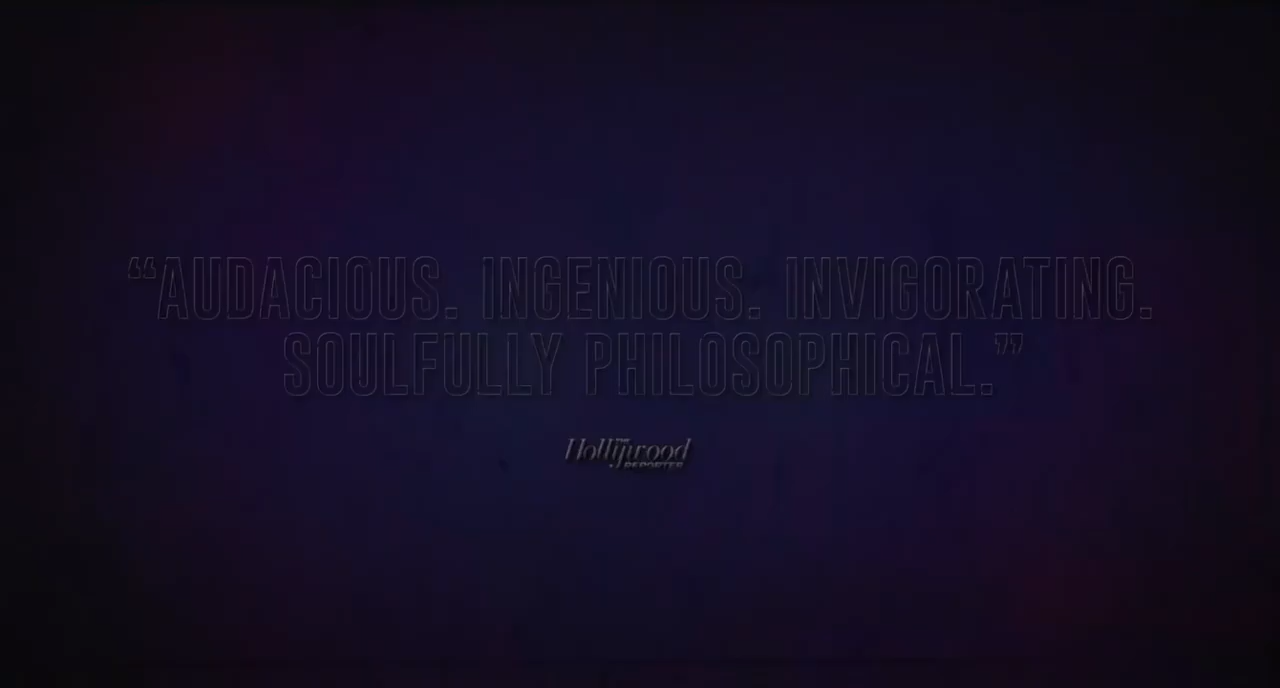 “AUDACIOUS. INGENIOUS. INVIGORATING.
SOULFULLY PHILOSOPHICAL.”
THE
Hollywood
REPORTER